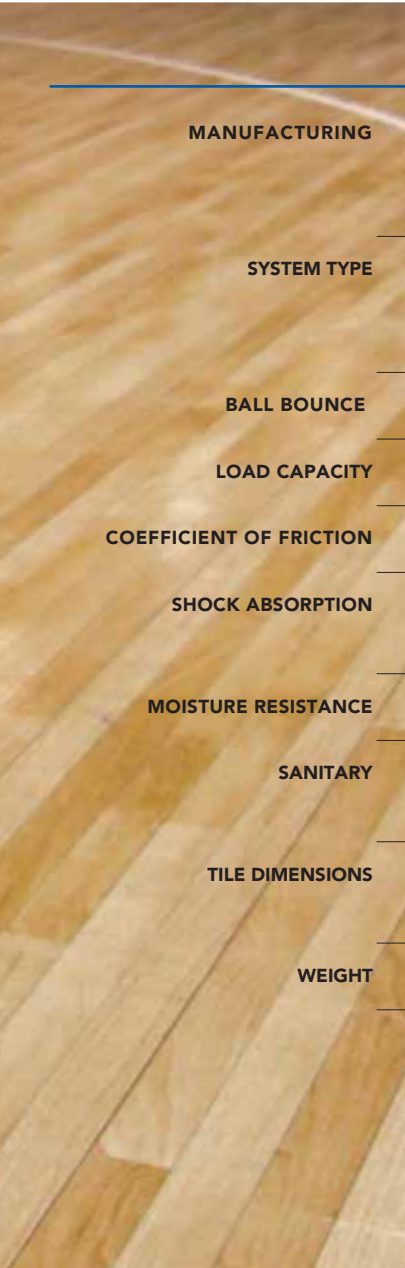 MANUFACTURING
SYSTEM TYPE
BALL BOUNCE
LOAD CAPACITY
COEFFICIENT OF FRICTION
SHOCK ABSORPTION
MOISTURE RESISTANCE
SANITARY
TILE DIMENSIONS
WEIGHT